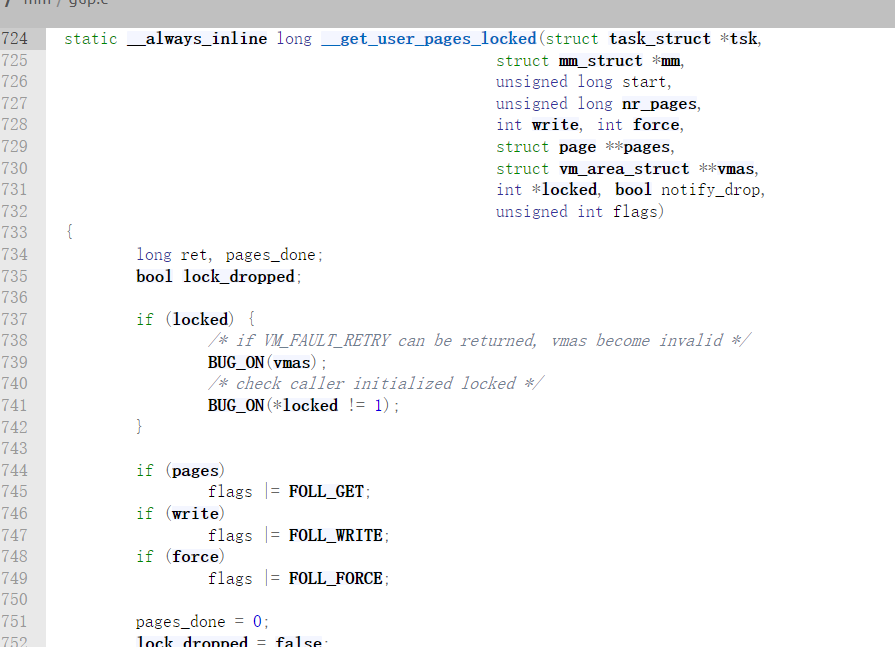 / mm / gup.c
724 static __always_inline long __get_user_pages_locked(struct task_struct *tsk,
725 struct mm_struct *mm,
726 unsigned long start,
727 unsigned long nr_pages,
728 int write, int force,
729 struct page **pages,
730 struct vm_area_struct **vmas,
731 int *locked, bool notify_drop,
732 unsigned int flags)
733 {
734 long ret, pages_done;
735 bool lock_dropped;
736
737 if (locked) {
738 /* if VM_FAULT_RETRY can be returned, vmas become invalid */
739 BUG_ON(vmas);
740 /* check caller initialized locked */
741 BUG_ON(*locked != 1);
742 }
743
744 if (pages)
745 flags |= FOLL_GET;
746 if (write)
747 flags |= FOLL_WRITE;
748 if (force)
749 flags |= FOLL_FORCE;
750
751 pages_done = 0;
752 lock_dropped = false;